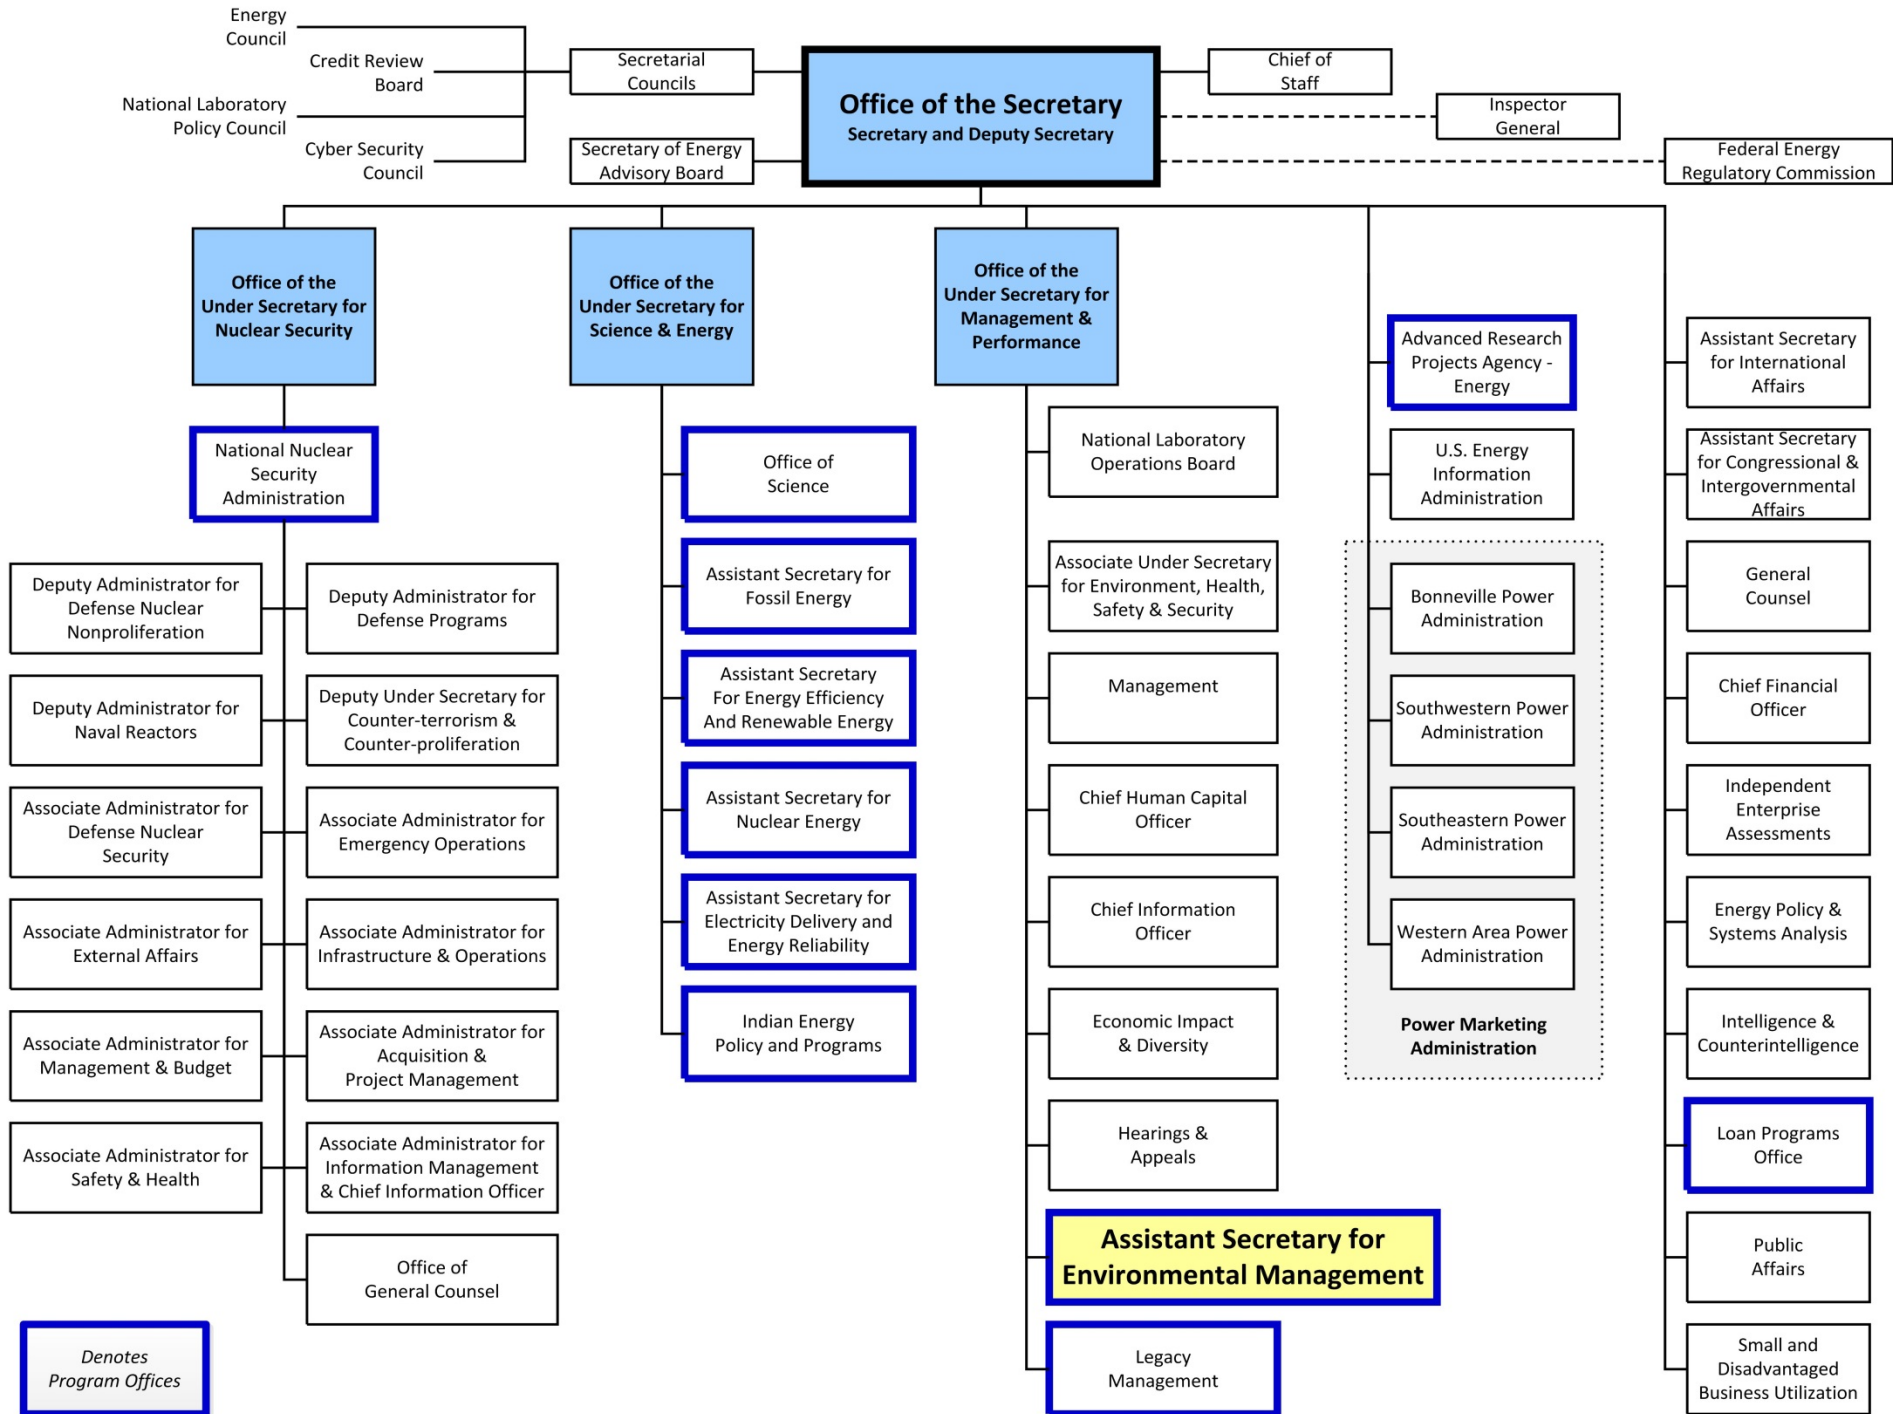 Energy
Council
Credit Review
Board
National Laboratory
Policy Council
Cyber Security
Council
Secretarial
Councils
Secretary of Energy
Advisory Board
Office of the Secretary
Secretary and Deputy Secretary
Chief of
Staff
Inspector
General
Federal Energy
Regulatory Commission
Office of the
Under Secretary for
Nuclear Security
National Nuclear
Security
Administration
Deputy Administrator for
Defense Nuclear
Nonproliferation
Deputy Administrator for
Defense Programs
Deputy Administrator for
Naval Reactors
Deputy Under Secretary for
Counter-terrorism &
Counter-proliferation
Associate Administrator for
Defense Nuclear
Security
Associate Administrator for
Emergency Operations
Associate Administrator for
External Affairs
Associate Administrator for
Infrastructure & Operations
Associate Administrator for
Management & Budget
Associate Administrator for
Acquisition &
Project Management
Associate Administrator for
Safety & Health
Associate Administrator for
Information Management
& Chief Information Officer
Office of
General Counsel
Denotes
Program Offices
Office of the
Under Secretary for
Science & Energy
Office of
Science
Assistant Secretary for
Fossil Energy
Assistant Secretary
For Energy Efficiency
And Renewable Energy
Assistant Secretary for
Nuclear Energy
Assistant Secretary for
Electricity Delivery and
Energy Reliability
Indian Energy
Policy and Programs
Office of the
Under Secretary for
Management &
Performance
National Laboratory
Operations Board
Associate Under Secretary
for Environment, Health,
Safety & Security
Management
Chief Human Capital
Officer
Chief Information
Officer
Economic Impact
& Diversity
Hearings &
Appeals
Assistant Secretary for
Environmental Management
Legacy
Management
Advanced Research
Projects Agency -
Energy
U.S. Energy
Information
Administration
Bonneville Power
Administration
Southwestern Power
Administration
Southeastern Power
Administration
Western Area Power
Administration
Power Marketing
Administration
Assistant Secretary
for International
Affairs
Assistant Secretary
for Congressional &
Intergovernmental
Affairs
General
Counsel
Chief Financial
Officer
Independent
Enterprise
Assessments
Energy Policy &
Systems Analysis
Intelligence &
Counterintelligence
Loan Programs
Office
Public
Affairs
Small and
Disadvantaged
Business Utilization